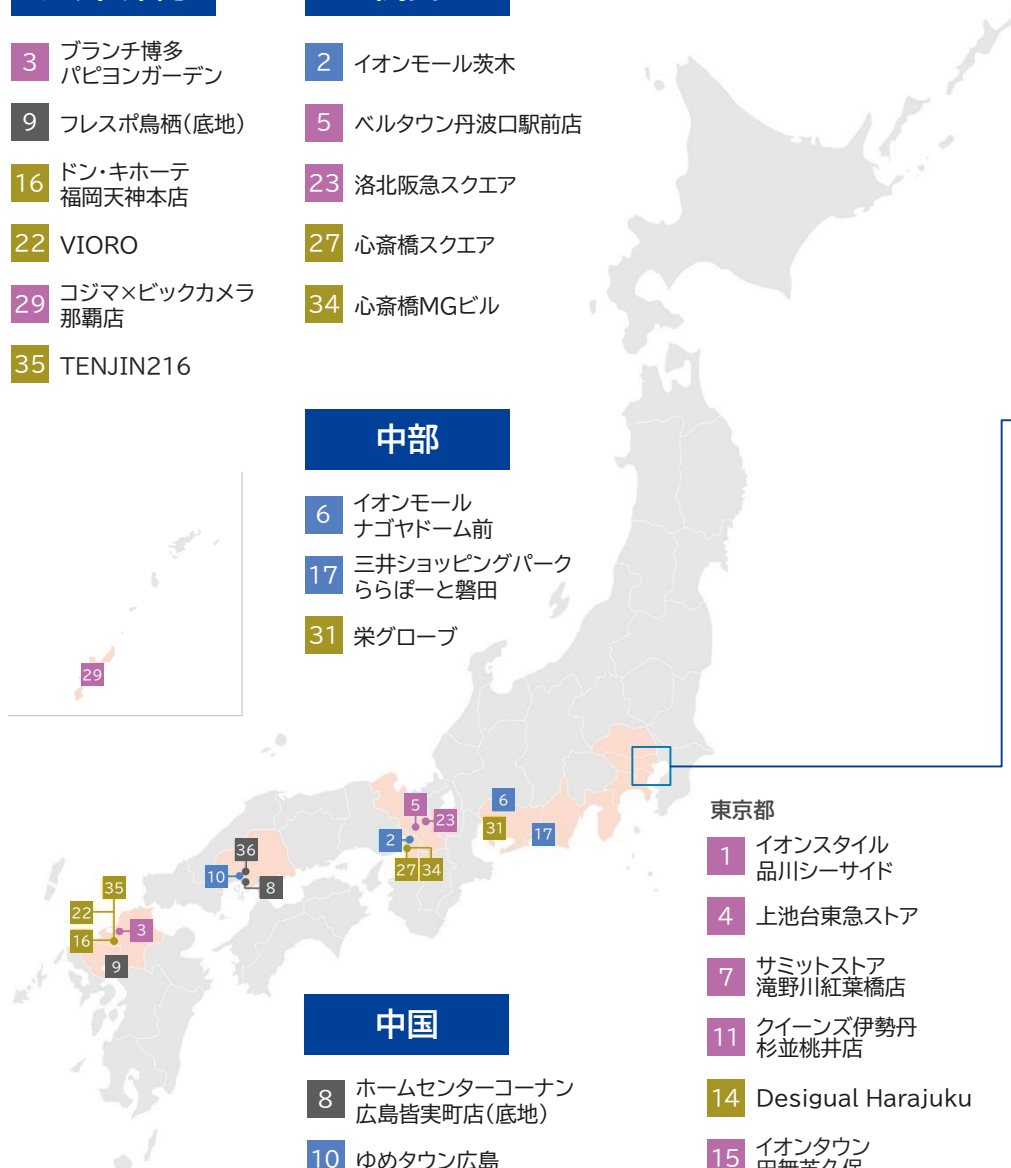 3
ブランチ博多
パピヨンガーデン
9
フレスポ鳥栖(底地)
16
ドン・キホーテ
福岡天神本店
22
VIORO
29
コジマ×ビックカメラ
那覇店
35
TENJIN216
2
イオンモール茨木
5
ベルタウン丹波口駅前店
23
洛北阪急スクエア
27
心斎橋スクエア
34
心斎橋MGビル
中部
6
イオンモール
ナゴヤドーム前
17
三井ショッピングパーク
ららぽーと磐田
31
栄グローブ
29
5
23
2
27
34
6
31
17
36
10
8
35
22
16
3
9
中国
8
ホームセンターコーナン
広島皆実町店(底地)
10
ゆめタウン広島
東京都
1
イオンスタイル
品川シーサイド
4
上池台東急ストア
7
サミットストア
滝野川紅葉橋店
11
クイーンズ伊勢丹
杉並桃井店
14
Desigual Harajuku
15
イオンタウン